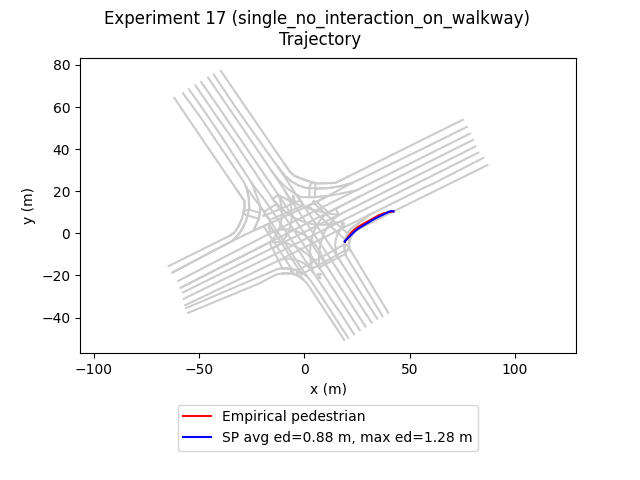 Experiment 17 (single_no_interaction_on_walkway)
Trajectory
80
60
40
20
0
−20
−40
y (m)
−100
−50
0
50
100
x (m)
Empirical pedestrian
SP avg ed=0.88 m, max ed=1.28 m